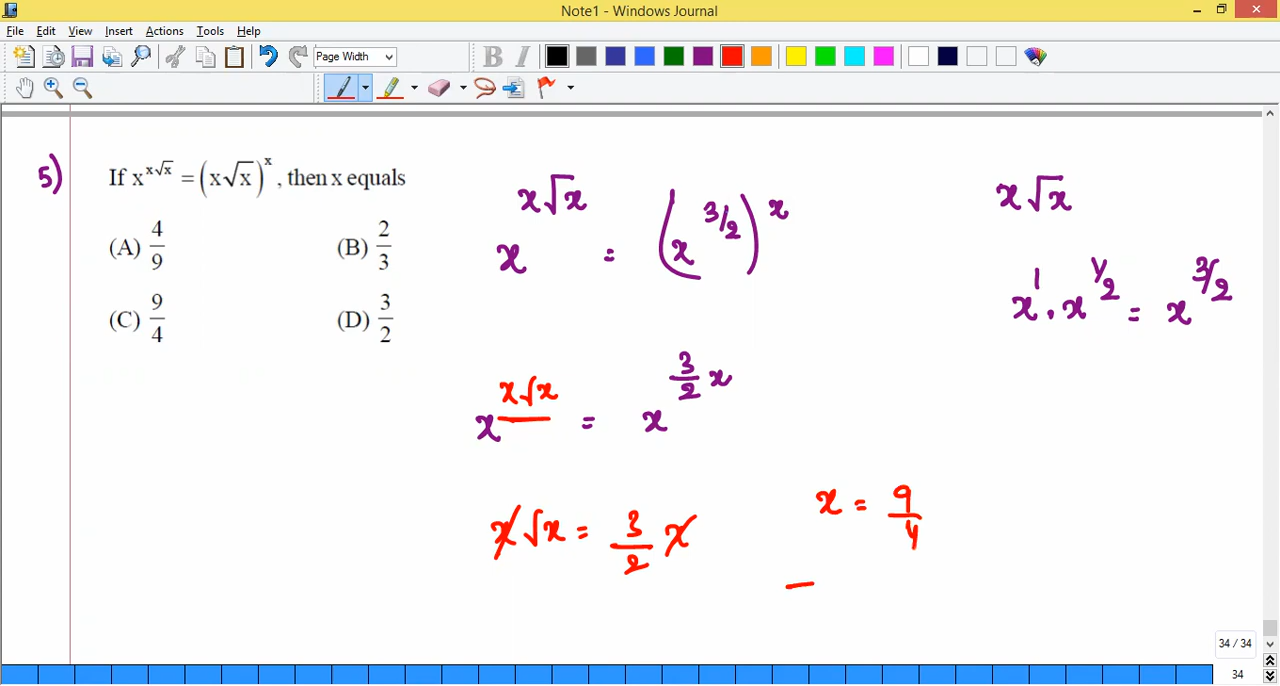 Note1 - Windows Journal
File Edit View Insert Actions Tools Help
Page Width B I
5) If x^{x√x} = (x√x)^x, then x equals
(A) 4/9 (B) 2/3
(C) 9/4 (D) 3/2
x^{x√x} = (x^{3/2})^x
x√x
x^1 . x^{1/2} = x^{3/2}
x^{x√x} = x^{3/2 x}
x√x = 3/2 x
x = 9/4
34 / 34
34